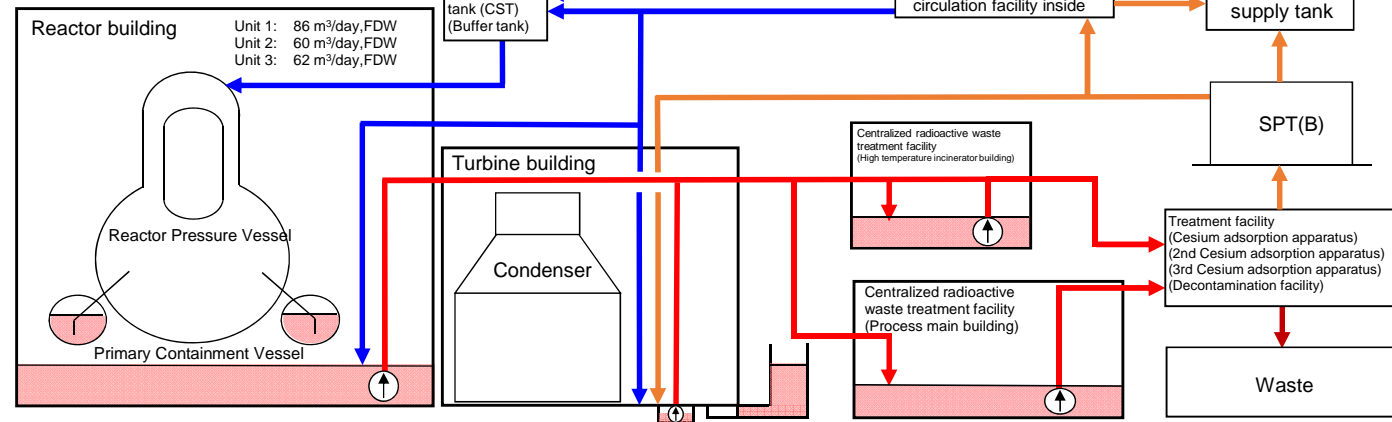 Reactor building
Unit 1: 86 m³/day,FDW
Unit 2: 60 m³/day,FDW
Unit 3: 62 m³/day,FDW
tank (CST)
(Buffer tank)
circulation facility inside
supply tank
SPT(B)
Centralized radioactive waste
treatment facility
(High temperature incinerator building)
Turbine building
Reactor Pressure Vessel
Condenser
Treatment facility
(Cesium adsorption apparatus)
(2nd Cesium adsorption apparatus)
(3rd Cesium adsorption apparatus)
(Decontamination facility)
Centralized radioactive
waste treatment facility
(Process main building)
Primary Containment Vessel
Waste